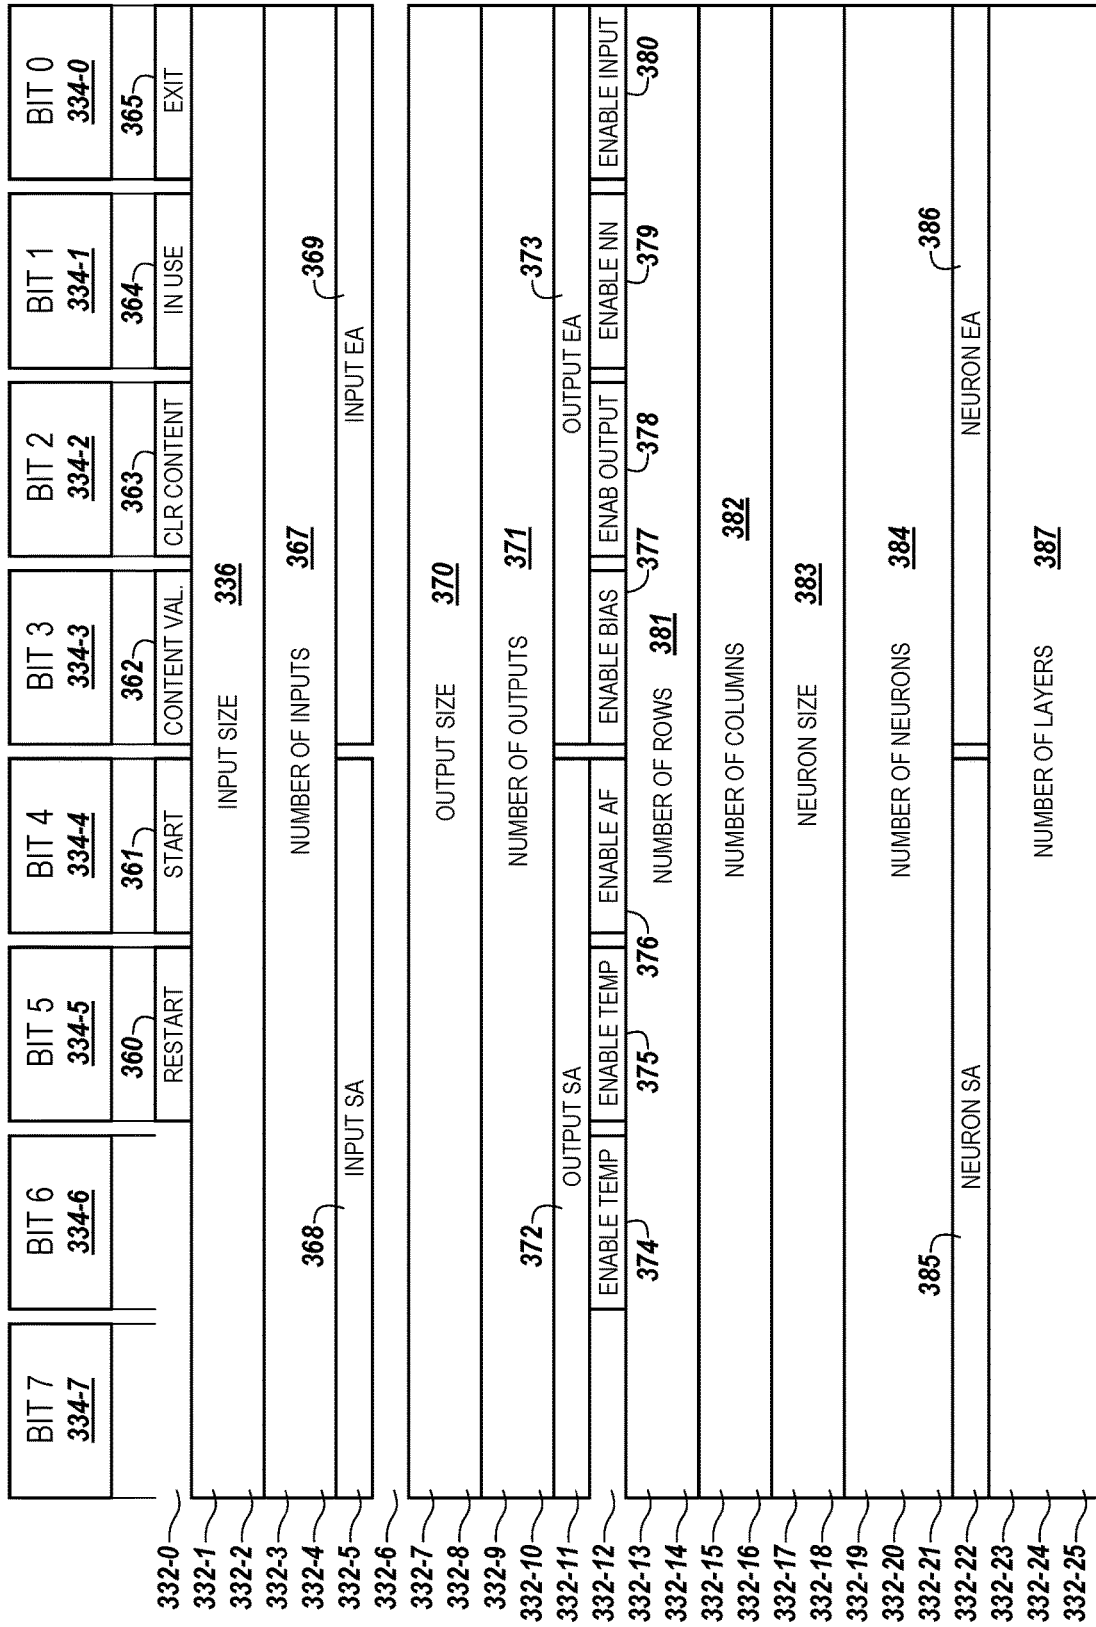 BIT 7 BIT 6 BIT 5 BIT 4 BIT 3 BIT 2 BIT 1 BIT 0
334-7 334-6 334-5 334-4 334-3 334-2 334-1 334-0
360 361 362 363 364 365
332-0 RESTART START CONTENT VAL. CLR CONTENT IN USE EXIT
332-1 INPUT SIZE 336
332-2
332-3 NUMBER OF INPUTS 367
332-4 368 369
332-5 INPUT SA INPUT EA
332-6
332-7 OUTPUT SIZE 370
332-8
332-9 NUMBER OF OUTPUTS 371
332-10 372 373
332-11 OUTPUT SA OUTPUT EA
332-12 ENABLE TEMP ENABLE TEMP ENABLE AF ENABLE BIAS ENAB OUTPUT ENABLE NN ENABLE INPUT
374 375 376 377 378 379 380
332-13 NUMBER OF ROWS 381
332-14
332-15 NUMBER OF COLUMNS 382
332-16
332-17 NEURON SIZE 383
332-18
332-19
332-20 NUMBER OF NEURONS 384
332-21 385 386
332-22 NEURON SA NEURON EA
332-23
332-24 NUMBER OF LAYERS 387
332-25